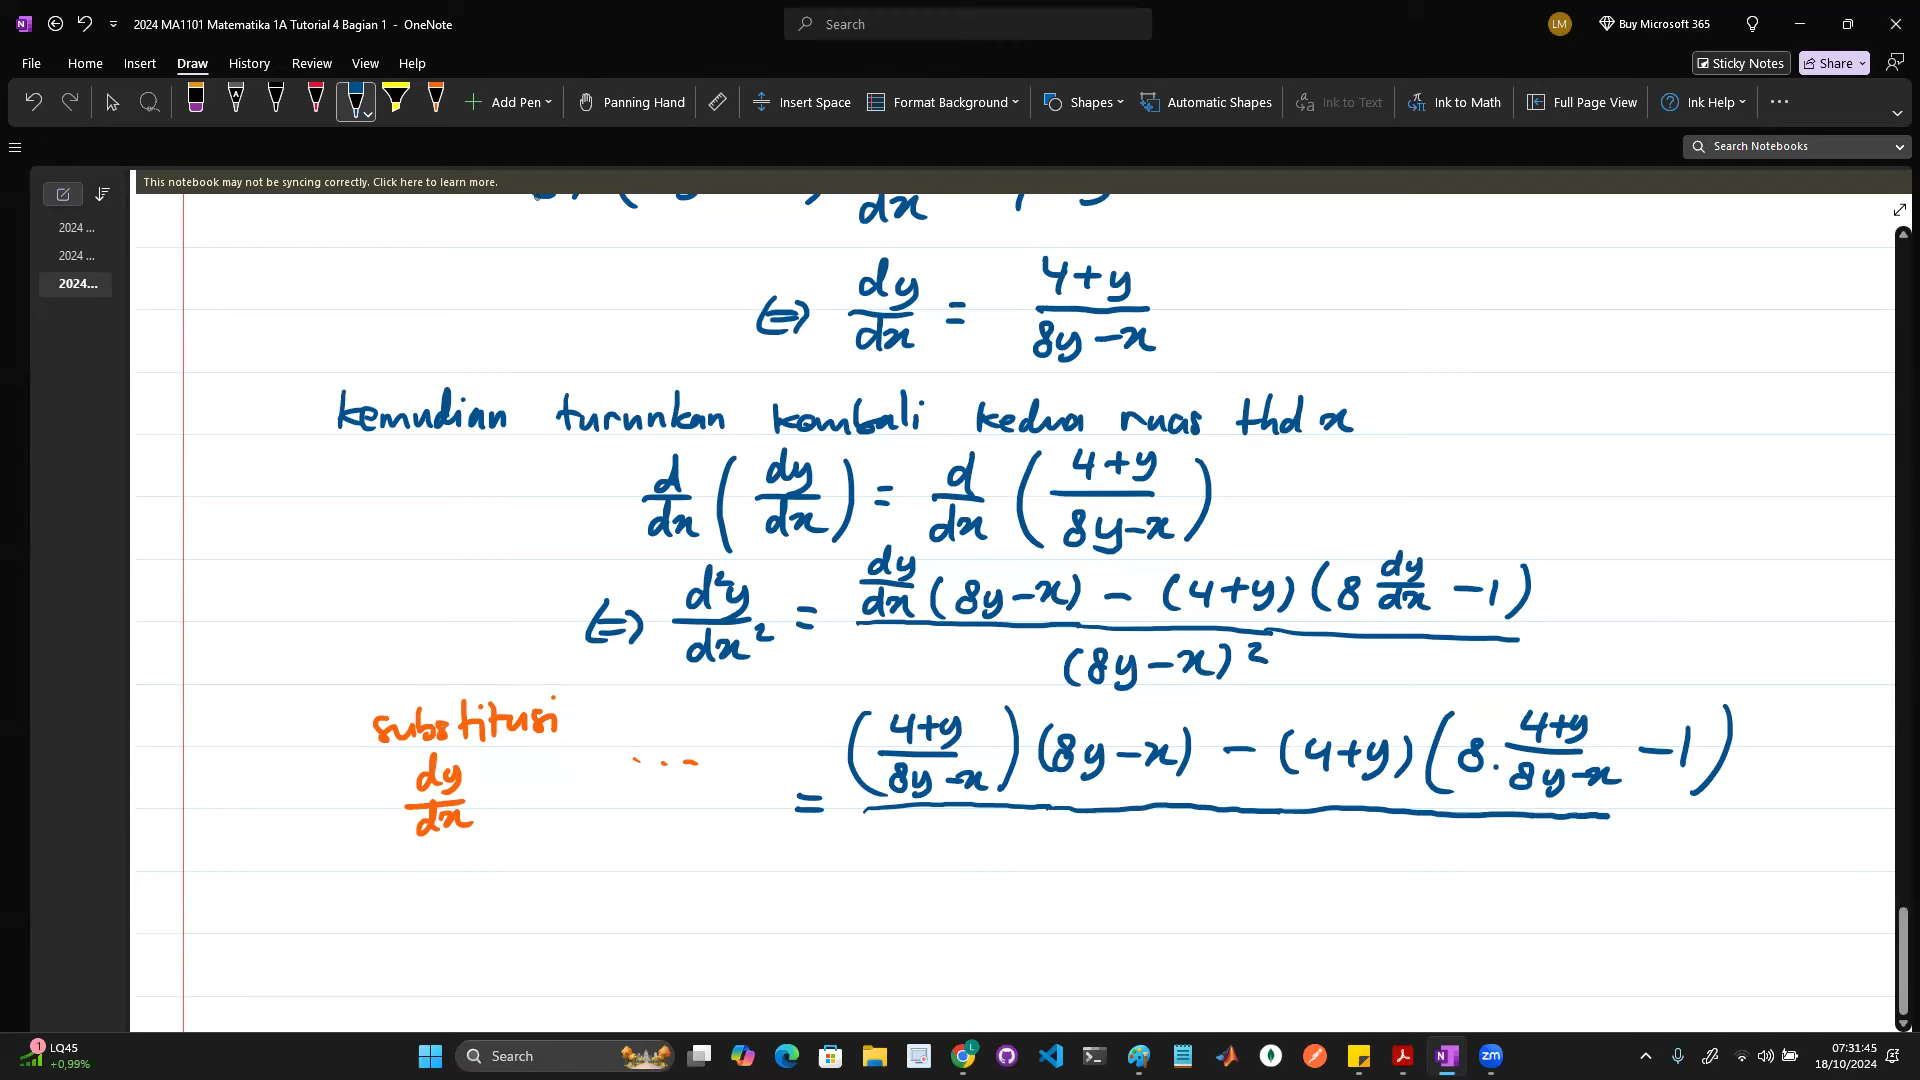 2024 MA1101 Matematika 1A Tutorial 4 Bagian 1 - OneNote
Search
LM
Buy Microsoft 365
File Home Insert Draw History Review View Help
Sticky Notes
Share
Add Pen
Panning Hand
Insert Space
Format Background
Shapes
Automatic Shapes
Ink to Text
Ink to Math
Full Page View
Ink Help
Search Notebooks
This notebook may not be syncing correctly. Click here to learn more.
2024 ...
2024 ...
2024...
dx
⇔ dy/dx = (4+y)/(8y-x)
kemudian turunkan kembali kedua ruas thd x
d/dx (dy/dx) = d/dx ((4+y)/(8y-x))
⇔ d²y/dx² = (dy/dx (8y-x) - (4+y)(8 dy/dx - 1))/(8y-x)²
substitusi dy/dx ...
= ((4+y)/(8y-x))(8y-x) - (4+y)(8 . (4+y)/(8y-x) - 1)
1
LQ45
+0,99%
Search
zm
07:31:45
18/10/2024